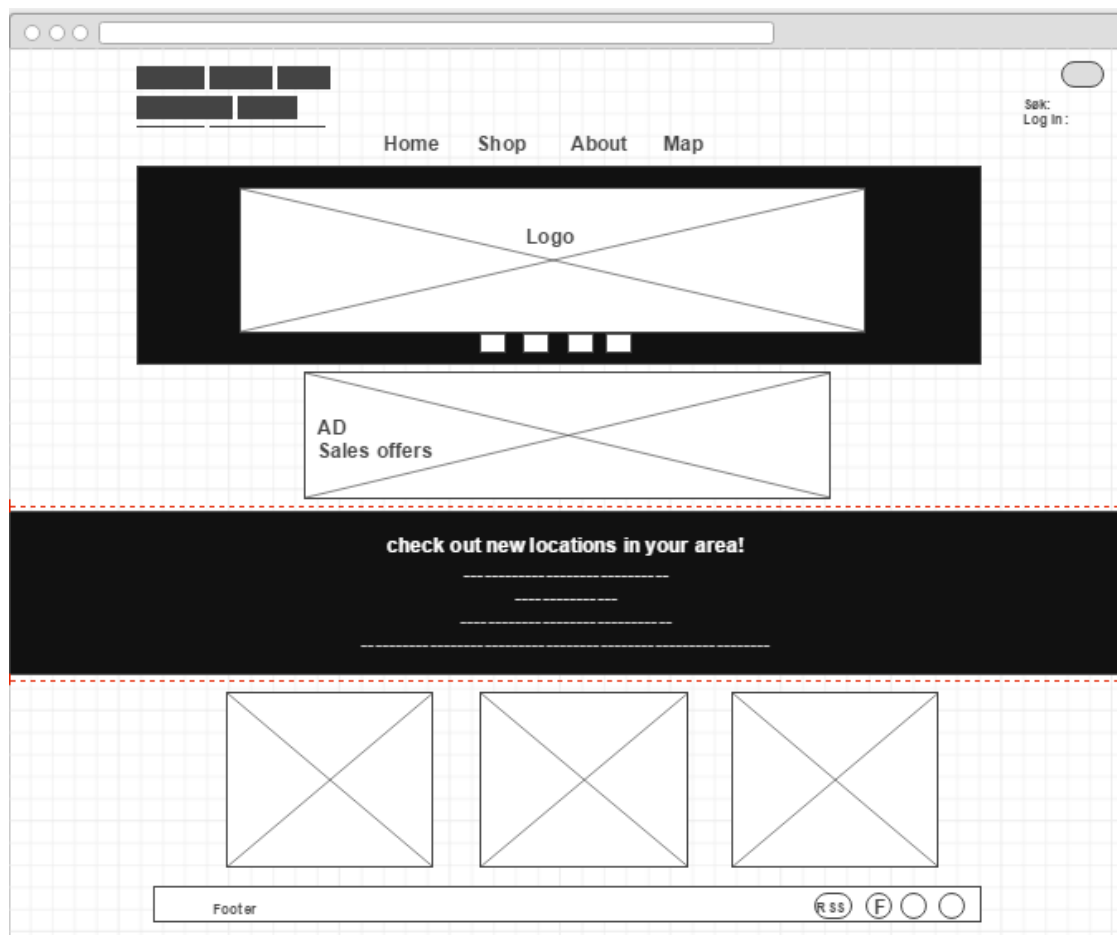 Søk:
Log In :
Home Shop About Map
Logo
AD
Sales offers
check out new locations in your area!
Footer
RSS F